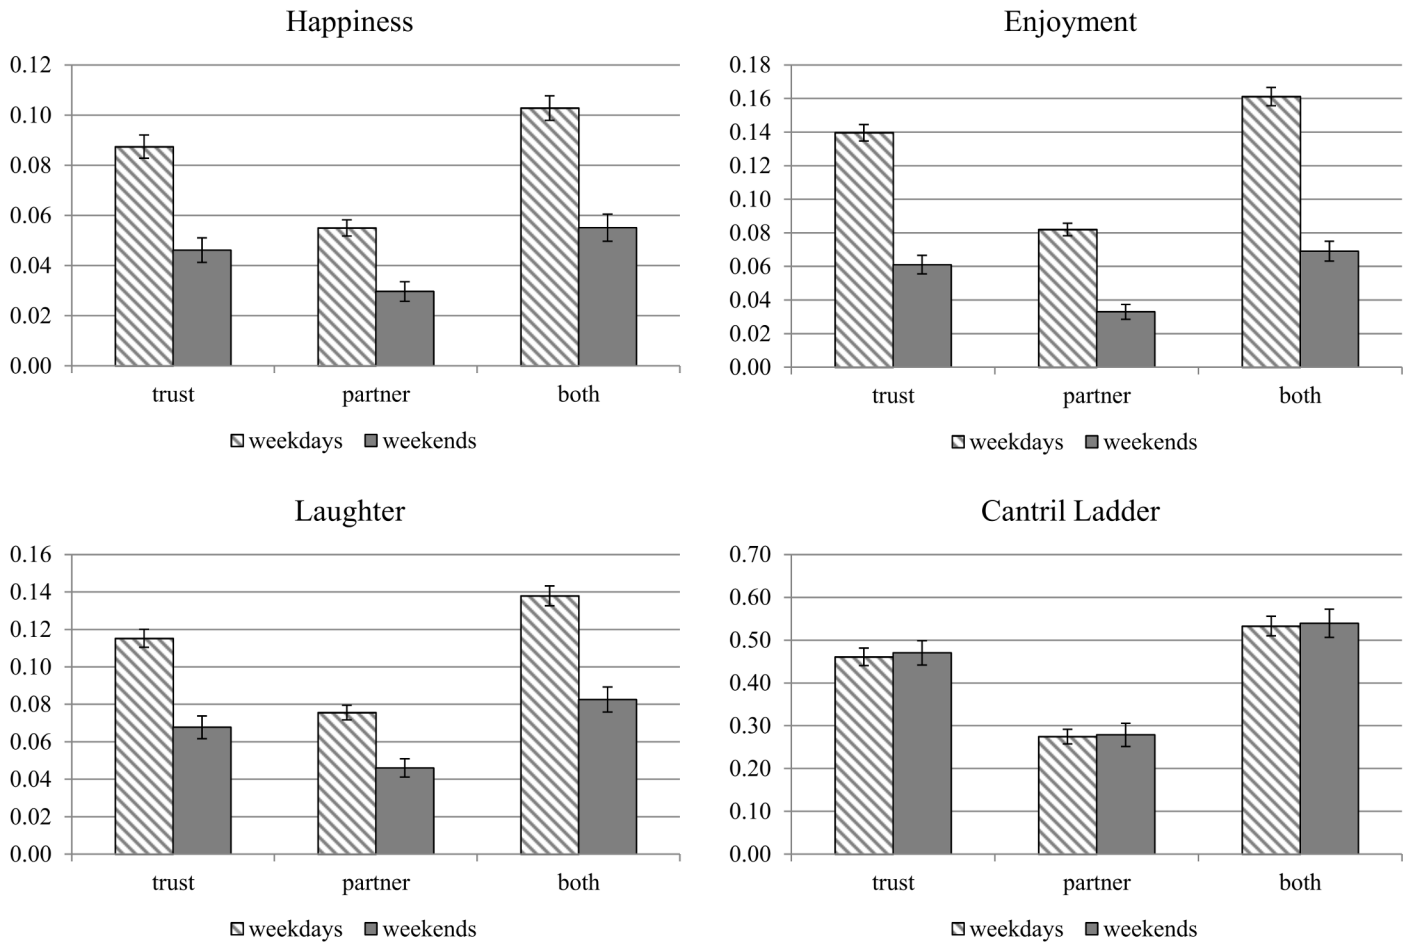 Happiness
0.12
0.10
0.08
0.06
0.04
0.02
0.00
trust partner both
weekdays weekends
Enjoyment
0.18
0.16
0.14
0.12
0.10
0.08
0.06
0.04
0.02
0.00
trust partner both
weekdays weekends
Laughter
0.16
0.14
0.12
0.10
0.08
0.06
0.04
0.02
0.00
trust partner both
weekdays weekends
Cantril Ladder
0.70
0.60
0.50
0.40
0.30
0.20
0.10
0.00
trust partner both
weekdays weekends